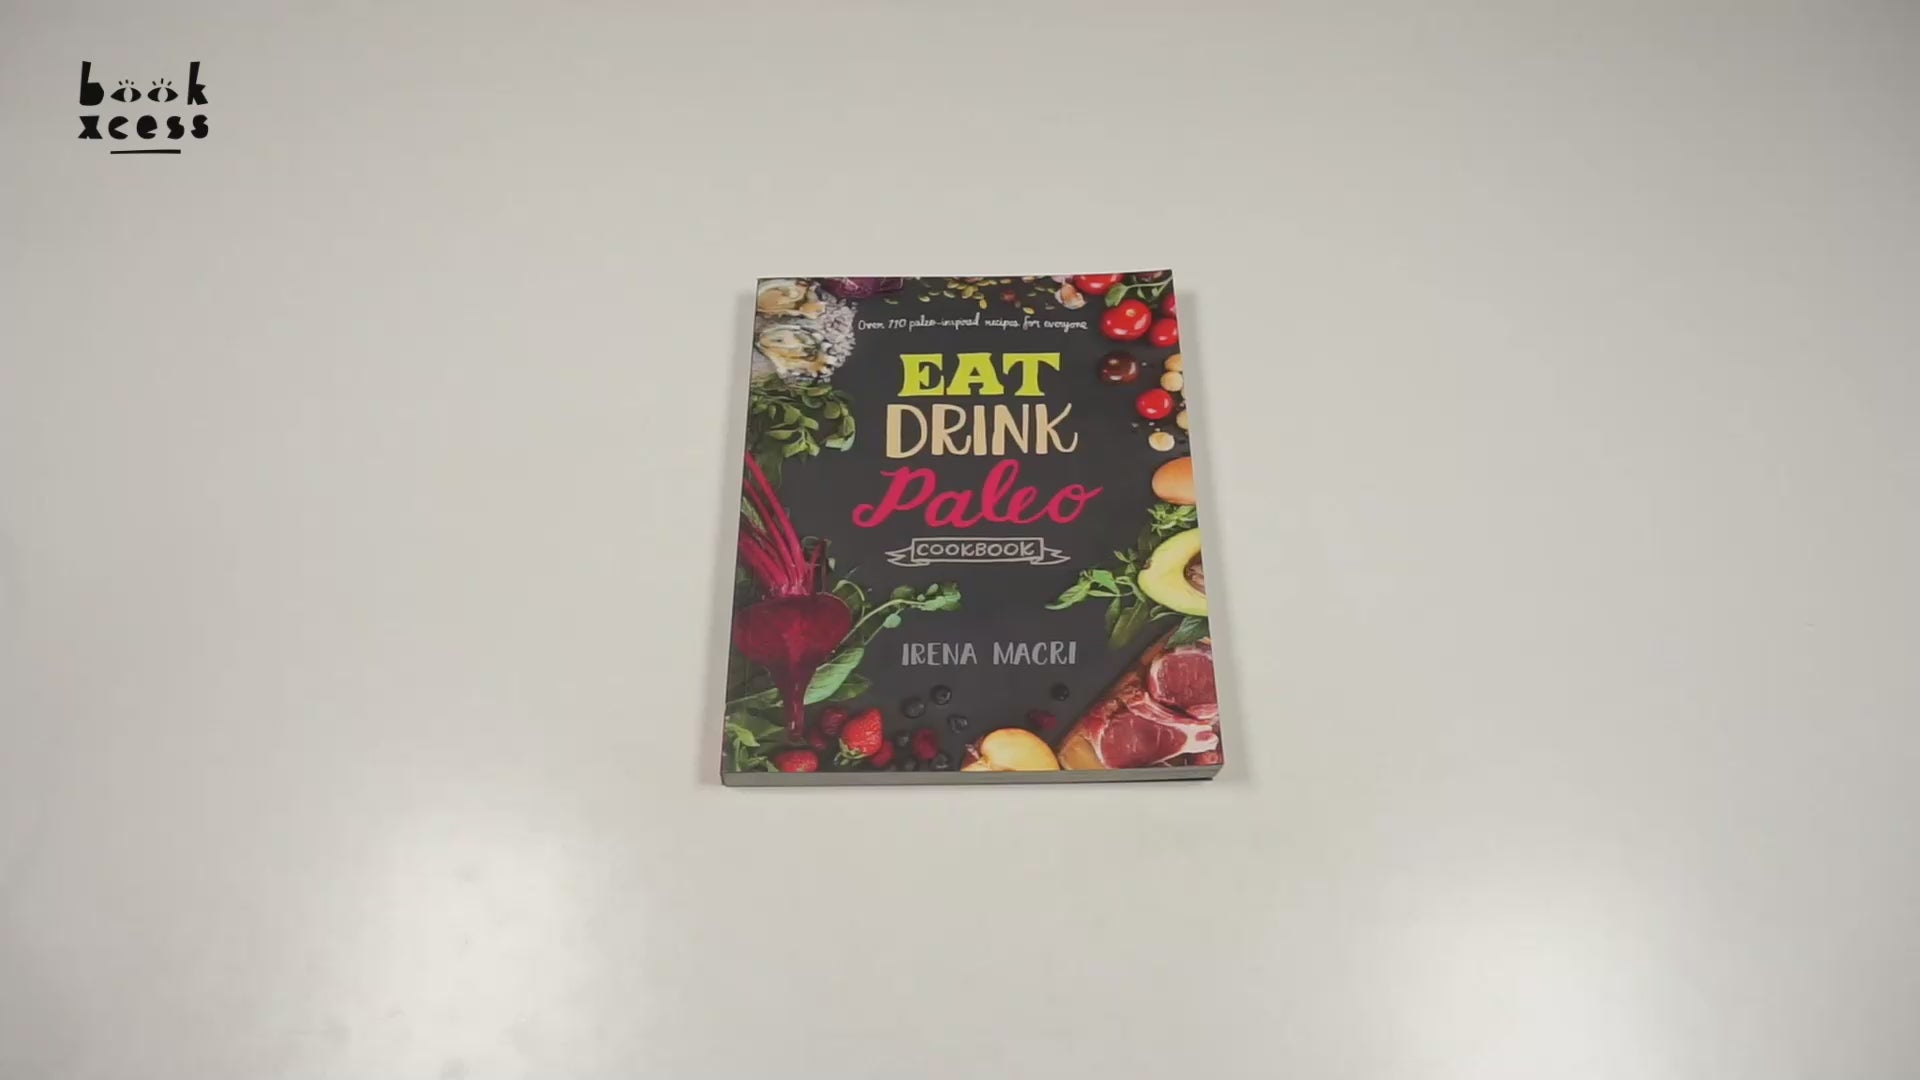 book
xcess
Over 110 paleo-inspired recipes for everyone
EAT
DRINK
Paleo
COOKBOOK
IRENA MACRI